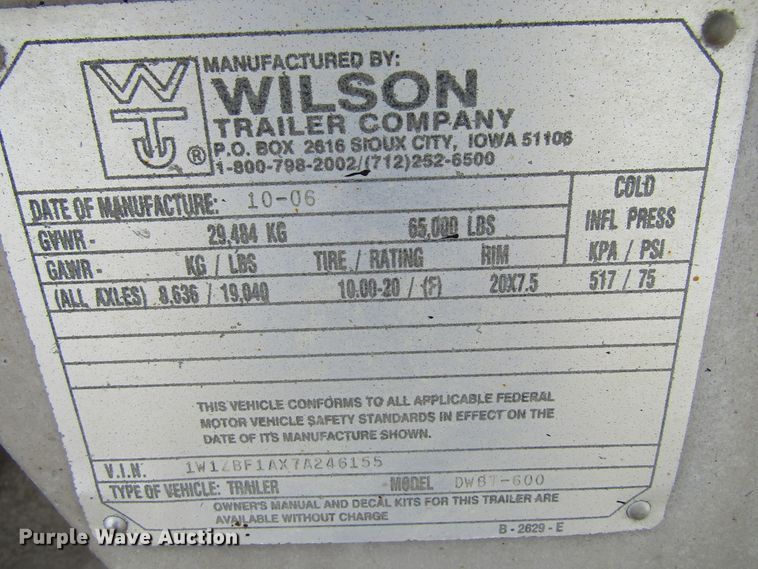 WTJ ®
MANUFACTURED BY:
WILSON
TRAILER COMPANY
P.O. BOX 2616 SIOUX CITY, IOWA 51106
1-800-798-2002/(712)252-6500
DATE OF MANUFACTURE: 10-06 COLD
GVWR - 29,484 KG 65,000 LBS INFL PRESS
GAWR - KG / LBS TIRE / RATING RIM KPA / PSI
(ALL AXLES) 8,636 / 19,040 10.00-20 / (F) 20X7.5 517 / 75
THIS VEHICLE CONFORMS TO ALL APPLICABLE FEDERAL
MOTOR VEHICLE SAFETY STANDARDS IN EFFECT ON THE
DATE OF ITS MANUFACTURE SHOWN.
V.I.N. 1W1ZBF1AX7A246155
TYPE OF VEHICLE: TRAILER MODEL DWBT-600
OWNER'S MANUAL AND DECAL KITS FOR THIS TRAILER ARE
AVAILABLE WITHOUT CHARGE
B - 2629 - E
Purple Wave Auction